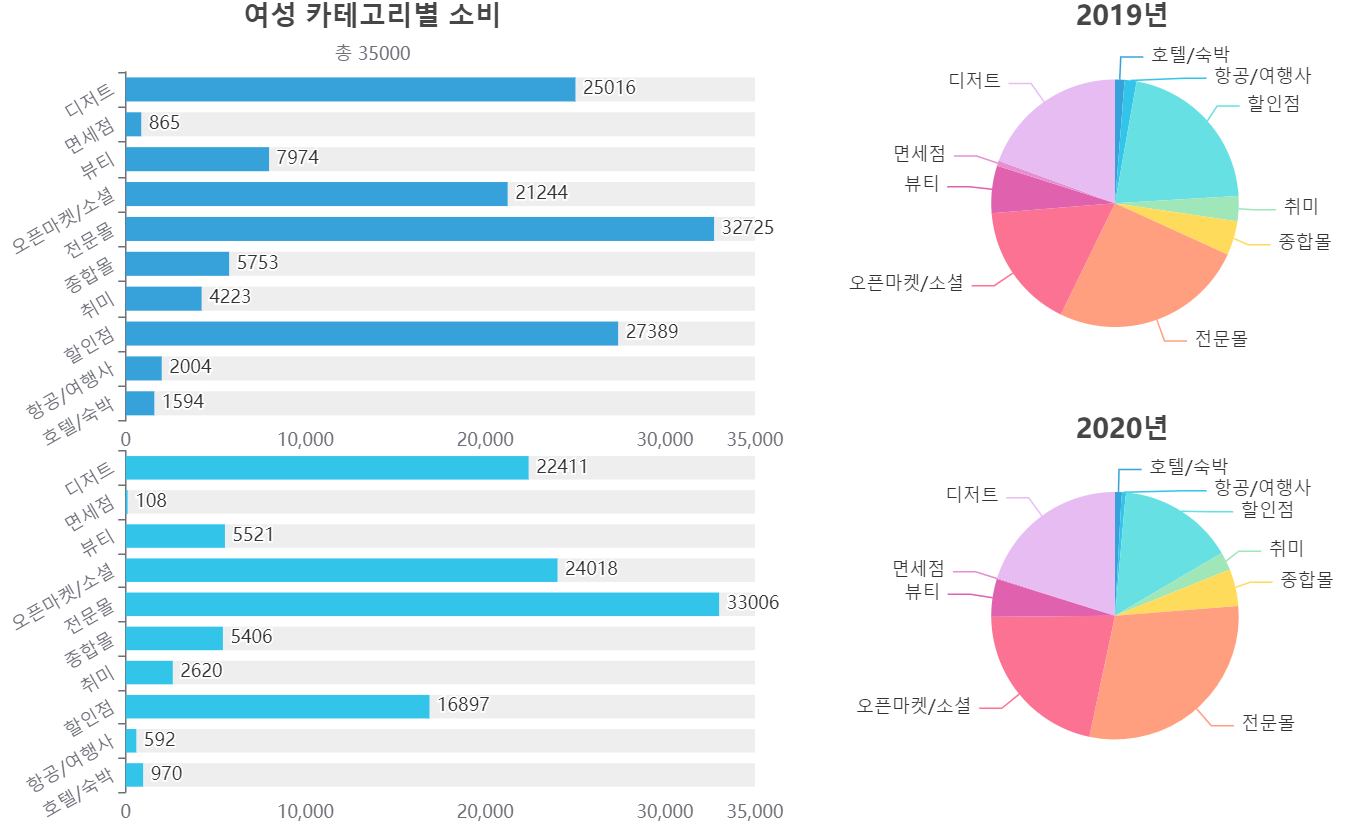 여성 카테고리별 소비
총 35000
디저트 25016
면세점 865
뷰티 7974
오픈마켓/소셜 21244
전문몰 32725
종합몰 5753
취미 4223
할인점 27389
항공/여행사 2004
호텔/숙박 1594
0 10,000 20,000 30,000 35,000
디저트 22411
면세점 108
뷰티 5521
오픈마켓/소셜 24018
전문몰 33006
종합몰 5406
취미 2620
할인점 16897
항공/여행사 592
호텔/숙박 970
0 10,000 20,000 30,000 35,000
2019년
호텔/숙박
항공/여행사
할인점
취미
종합몰
전문몰
오픈마켓/소셜
뷰티
면세점
디저트
2020년
호텔/숙박
항공/여행사
할인점
취미
종합몰
전문몰
오픈마켓/소셜
뷰티
면세점
디저트